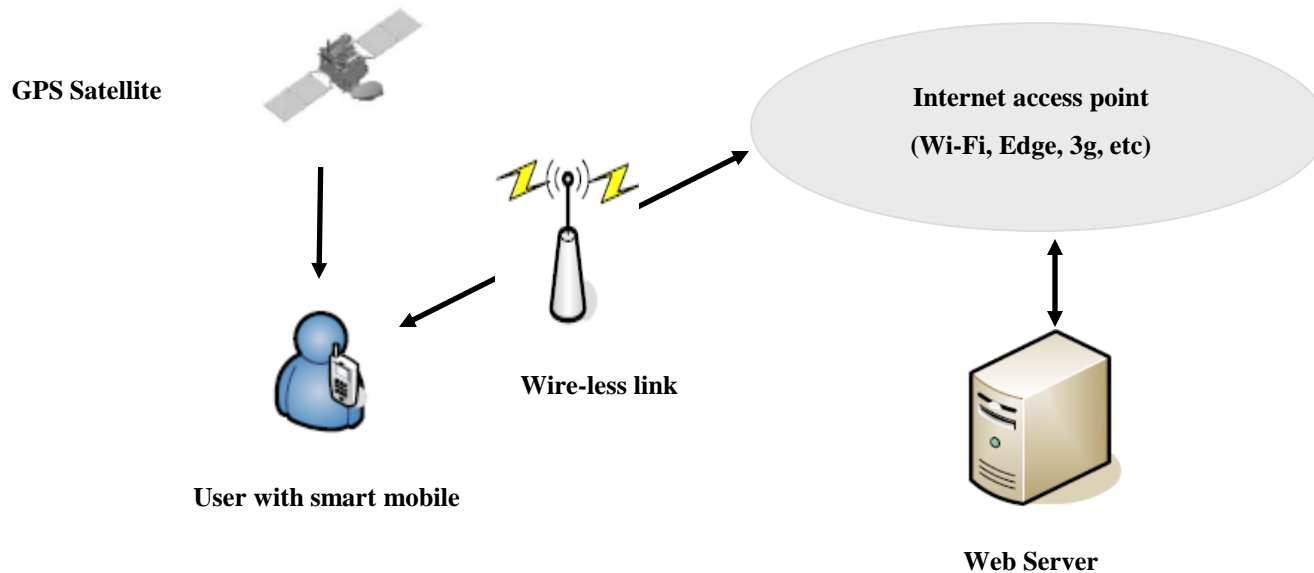 GPS Satellite
Internet access point
(Wi-Fi, Edge, 3g, etc)
Wire-less link
User with smart mobile
Web Server